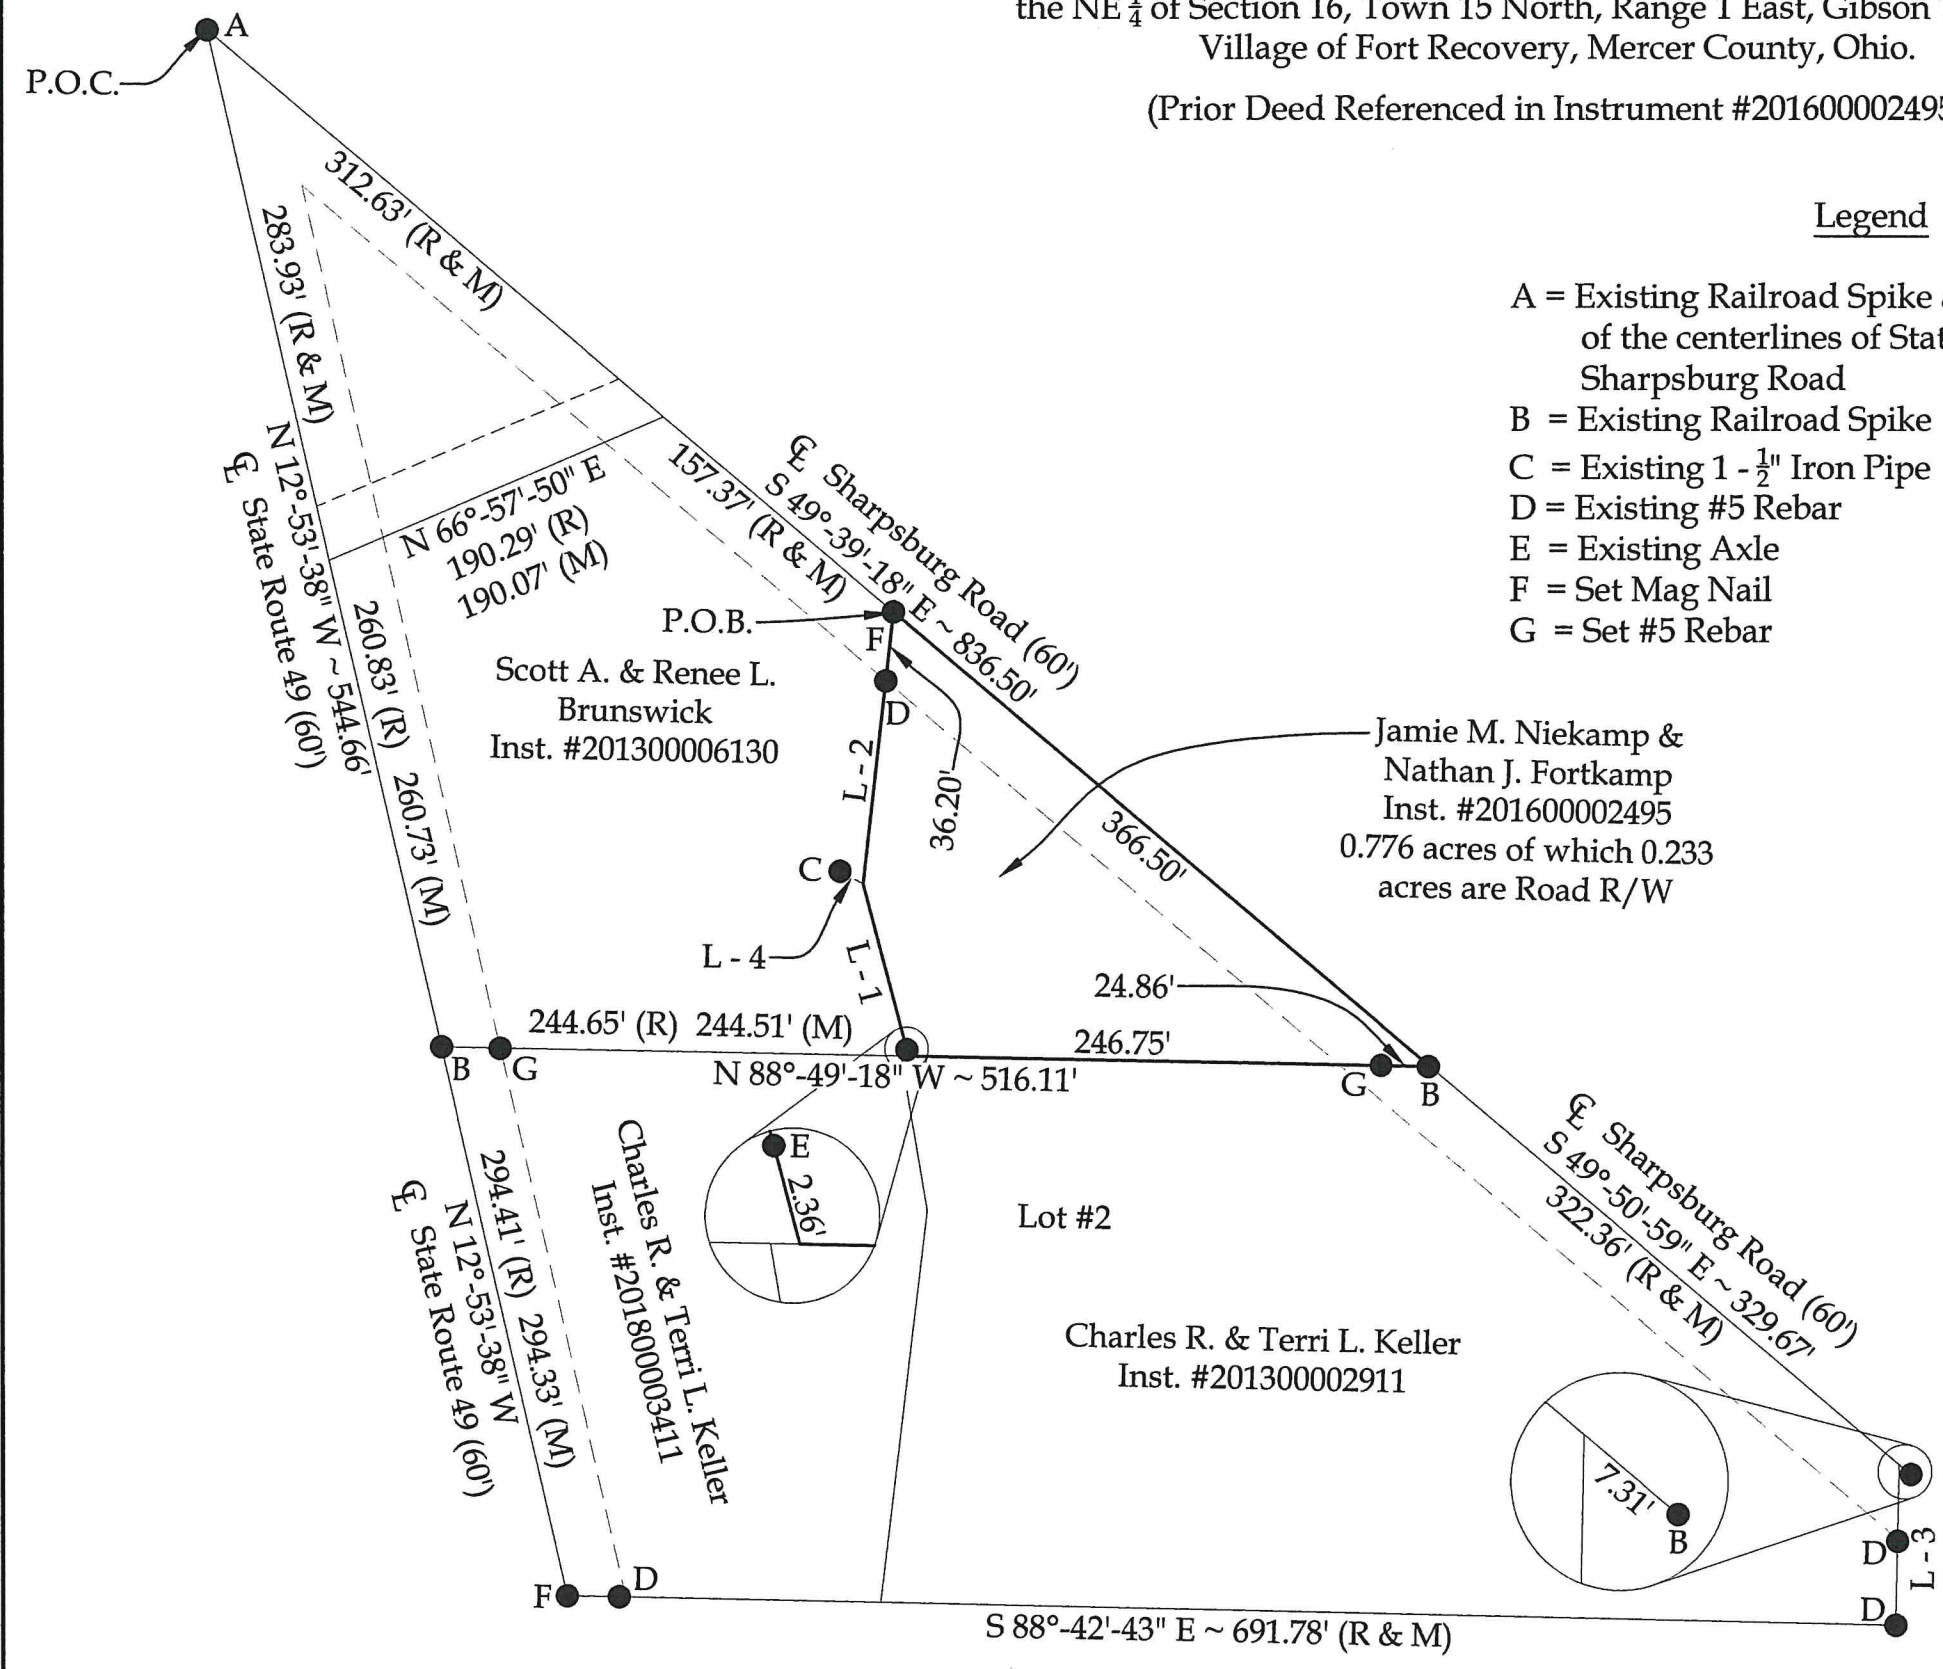 the NE 1/4 of Section 16, Town 15 North, Range 1 East, Gibson
Village of Fort Recovery, Mercer County, Ohio.
(Prior Deed Referenced in Instrument #201600002495
A
P.O.C.
312.63' (R & M)
283.93' (R & M)
N 12°-53'-38" W ~ 544.66'
℄ State Route 49 (60')
N 66°-57'-50" E
190.29' (R)
190.07' (M)
157.37' (R & M)
℄ Sharpsburg Road (60')
S 49°-39'-18" E ~ 836.50'
Legend
A = Existing Railroad Spike
of the centerlines of Stat
Sharpsburg Road
B = Existing Railroad Spike
C = Existing 1 - 1/2" Iron Pipe
D = Existing #5 Rebar
E = Existing Axle
F = Set Mag Nail
G = Set #5 Rebar
260.83' (R) 260.73' (M)
P.O.B.
F
D
Scott A. & Renee L.
Brunswick
Inst. #201300006130
L - 2
36.20'
Jamie M. Niekamp &
Nathan J. Fortkamp
Inst. #201600002495
0.776 acres of which 0.233
acres are Road R/W
366.50'
C
L - 4
L - 1
24.86'
244.65' (R) 244.51' (M)
246.75'
B
G
N 88°-49'-18" W ~ 516.11'
G
B
E
2.36'
294.41' (R) 294.33' (M)
N 12°-53'-38" W
℄ State Route 49 (60')
Charles R. & Terri L. Keller
Inst. #201800003411
Lot #2
Charles R. & Terri L. Keller
Inst. #201300002911
℄ Sharpsburg Road (60')
S 49°-50'-59" E ~ 329.67'
322.36' (R & M)
7.31'
B
D
L - 3
D
F
D
S 88°-42'-43" E ~ 691.78' (R & M)